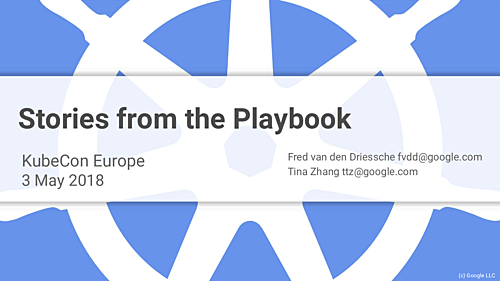 Stories from the Playbook
KubeCon Europe
3 May 2018
Fred van den Driessche fvdd@google.com
Tina Zhang ttz@google.com
(c) Google LLC